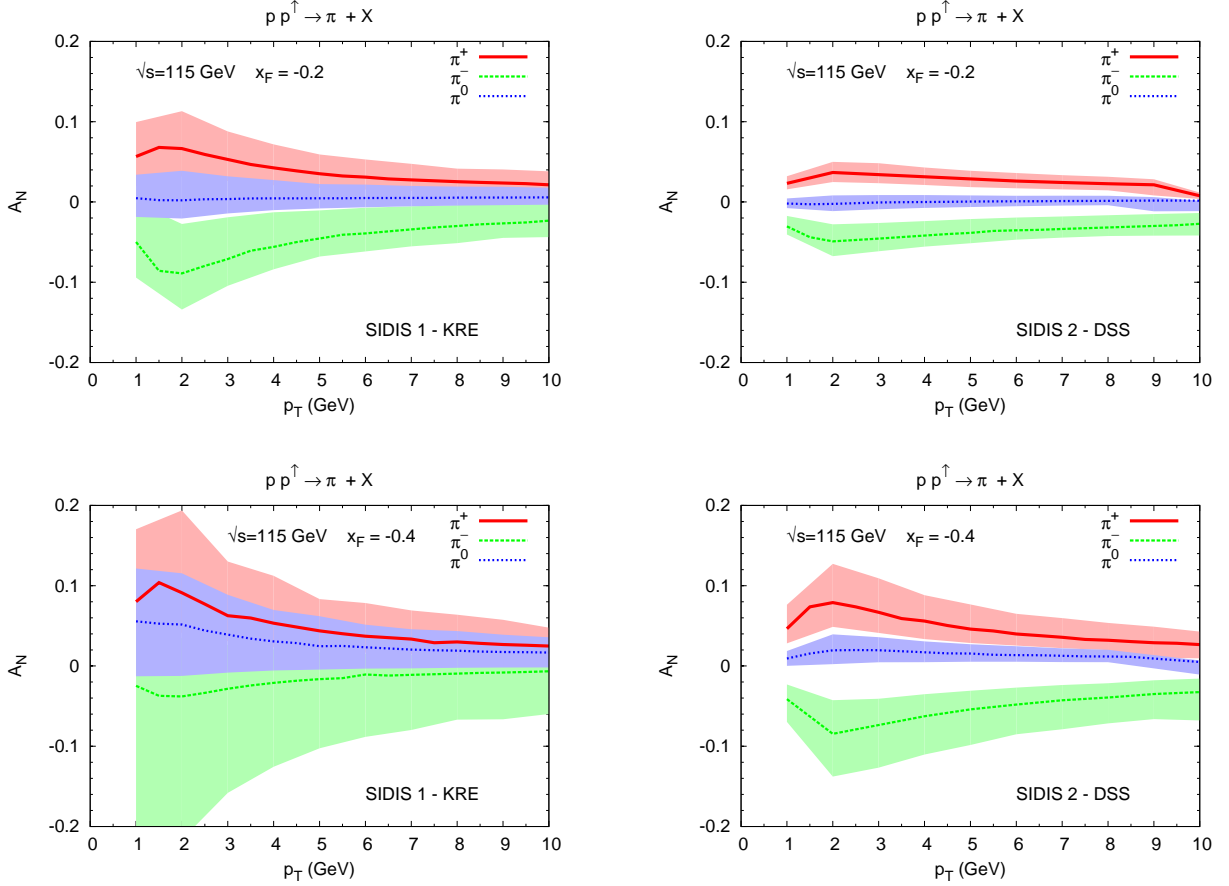 p p↑ → π + X
0.2
0.1
0
-0.1
-0.2
A_N
√s=115 GeV x_F = -0.2
π+
π−
π0
SIDIS 1 - KRE
0 1 2 3 4 5 6 7 8 9 10
p_T (GeV)
p p↑ → π + X
0.2
0.1
0
-0.1
-0.2
A_N
√s=115 GeV x_F = -0.2
π+
π−
π0
SIDIS 2 - DSS
0 1 2 3 4 5 6 7 8 9 10
p_T (GeV)
p p↑ → π + X
0.2
0.1
0
-0.1
-0.2
A_N
√s=115 GeV x_F = -0.4
π+
π−
π0
SIDIS 1 - KRE
0 1 2 3 4 5 6 7 8 9 10
p_T (GeV)
p p↑ → π + X
0.2
0.1
0
-0.1
-0.2
A_N
√s=115 GeV x_F = -0.4
π+
π−
π0
SIDIS 2 - DSS
0 1 2 3 4 5 6 7 8 9 10
p_T (GeV)